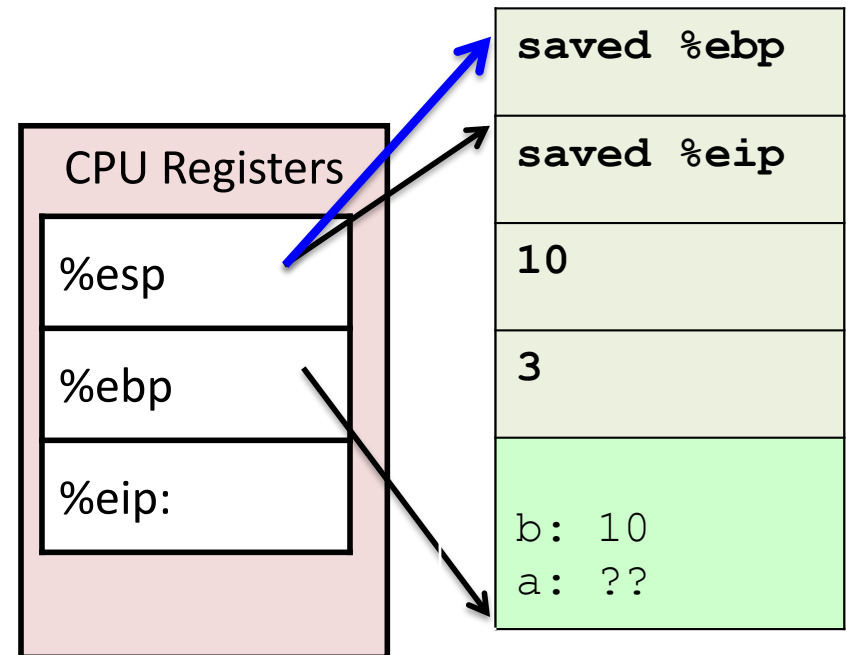 CPU Registers
%esp
%ebp
%eip:
saved %ebp
saved %eip
10
3
b: 10
a: ??